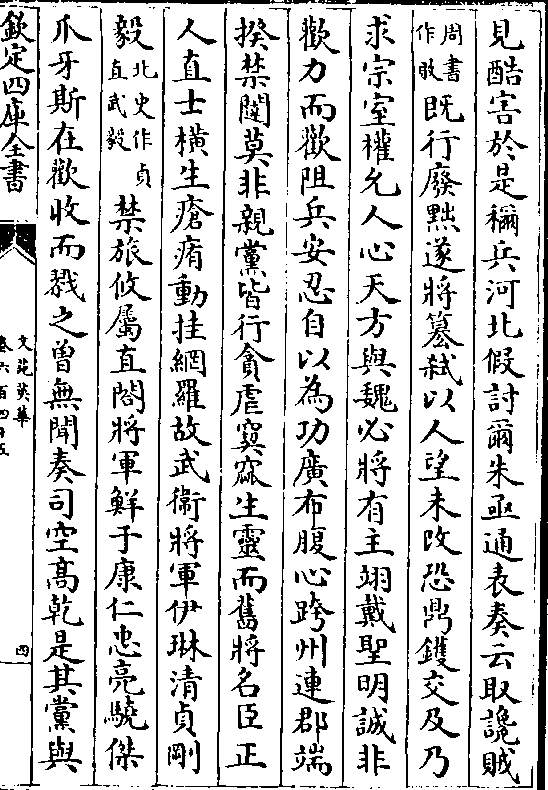 見酷害於是稱兵河北假討爾朱亟通表奏云取讒賊
周書作敗既行廢黜遂將簒弑以人望未改恐鼎鑊交及乃
求宗室權允人心天方與魏必將有主翊戴聖明誠非
歡力而歡阻兵安忍自以為功廣布腹心跨州連郡端
揆禁闥莫非親黨皆行貪虐窫窳生靈而舊將名臣正
人直士横生瘡痏動挂網羅故武衛將軍伊琳清貞剛
毅北史作貞直武毅禁旅攸屬直閤將軍鮮于康仁忠亮驍傑
爪牙斯在歡收而戮之曽無聞奏司空髙乾是其黨與
欽定四庫全書
文苑英華
卷六百四十五
四